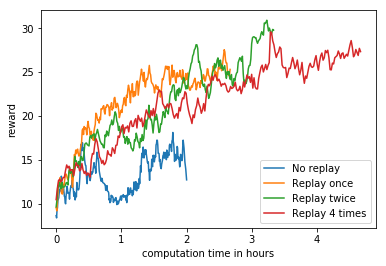 30
25
20
15
10
reward
0
1
2
3
4
computation time in hours
No replay
Replay once
Replay twice
Replay 4 times